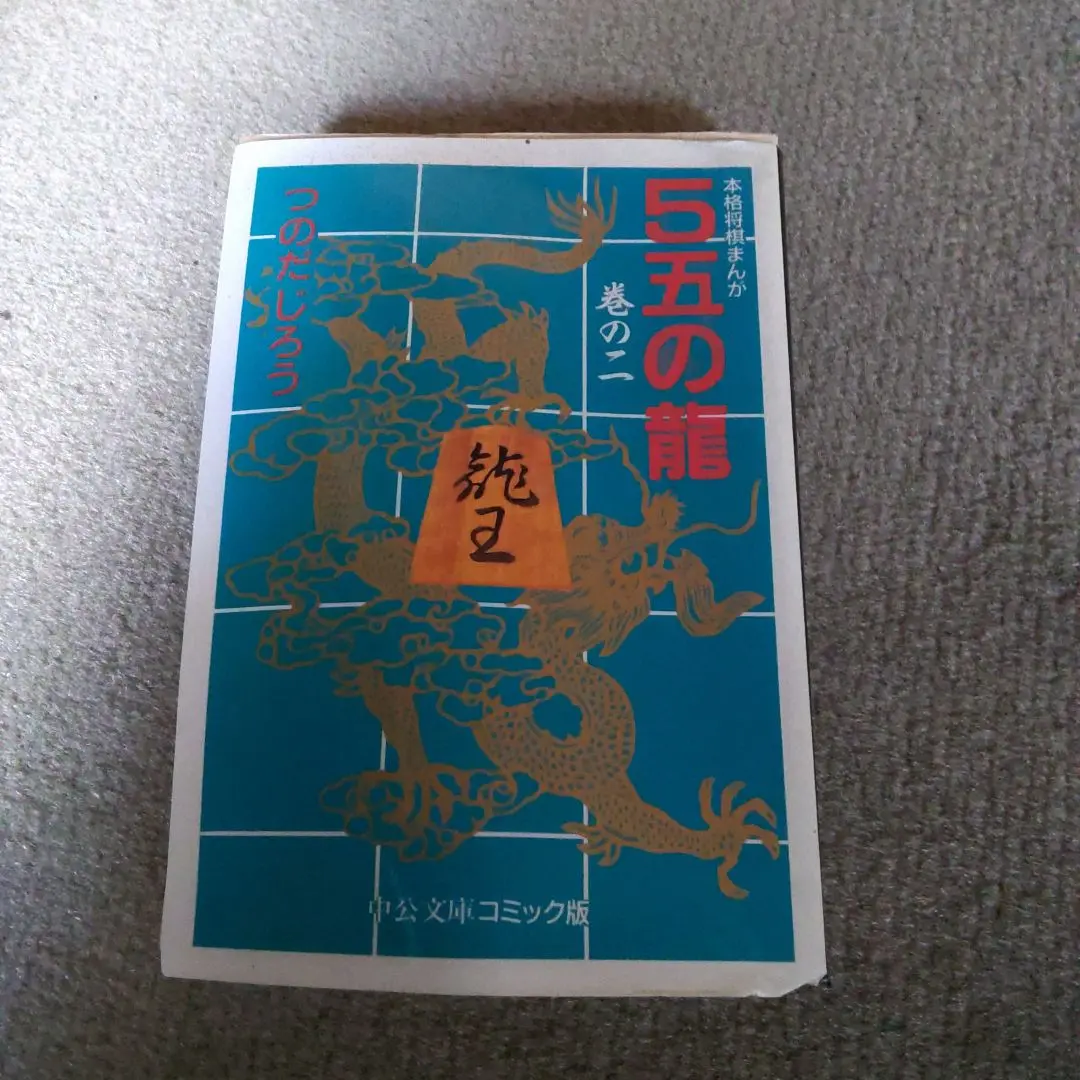 本格将棋まんが
5五の龍
巻の二
つのだじろう
龍王
中公文庫コミック版